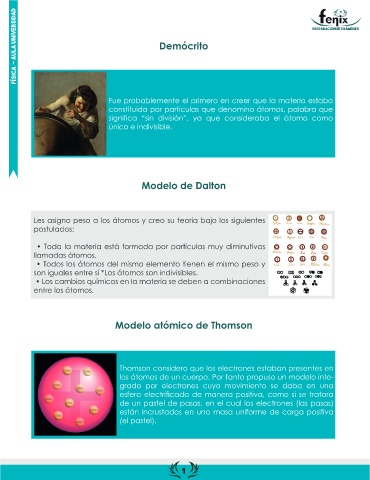 FÍSICA - AULA UNIVERSIDAD
fenix
PREPARACIÓN DE EXÁMENES
Demócrito
Fue probablemente el primero en creer que la materia estaba
constituida por partículas que denomino átomos, palabra que
significa “sin división”, ya que consideraba el átomo como
único e indivisible.
Modelo de Dalton
Les asigno peso a los átomos y creo su teoría bajo los siguientes
postulados:
• Toda la materia está formada por partículas muy diminutivas
llamadas átomos.
• Todos los átomos del mismo elemento tienen el mismo peso y
son iguales entre sí *Los átomos son indivisibles.
• Los cambios químicos en la materia se deben a combinaciones
entre los átomos.
Modelo atómico de Thomson
Thomson considero que los electrones estaban presentes en
los átomos de un cuerpo. Por tanto propuso un modelo inte-
grado por electrones cuyo movimiento se daba en una
esfera electrificada de manera positiva, como si se tratara
de un pastel de pasas, en el cual los electrones (las pasas)
están incrustados en una masa uniforme de carga positiva
(el pastel).
1